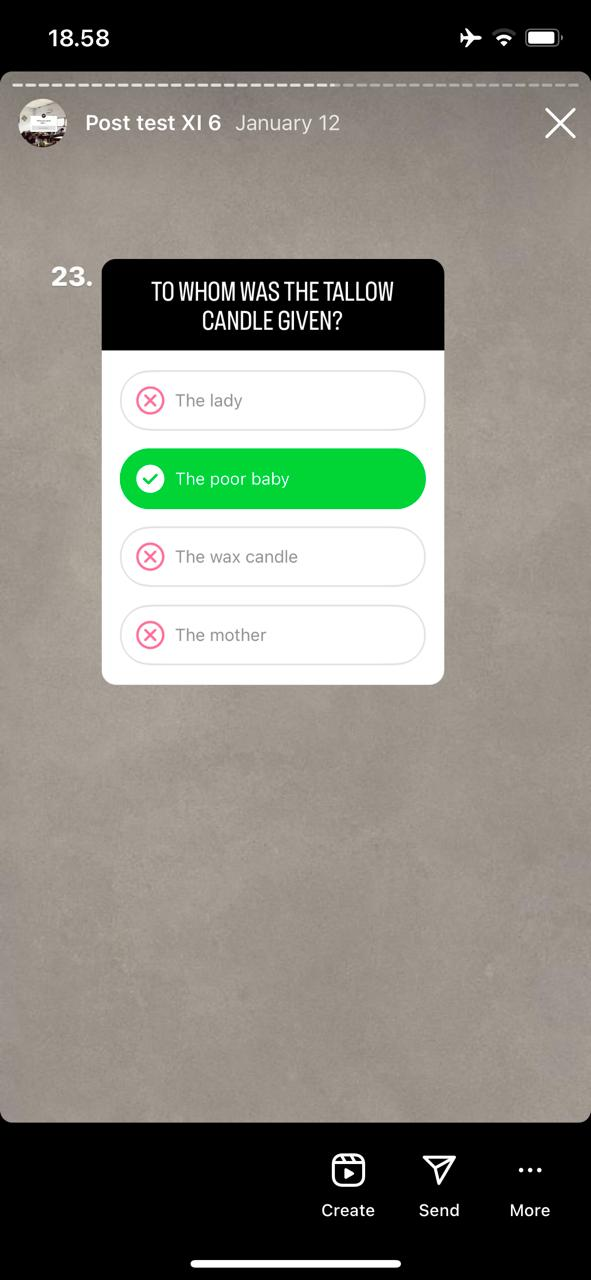 18.58
Post test XI 6 January 12
23.
TO WHOM WAS THE TALLOW
CANDLE GIVEN?
The lady
The poor baby
The wax candle
The mother
Create Send More